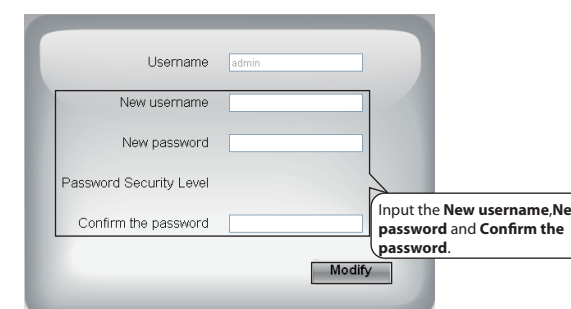 Username admin
New username
New password
Password Security Level
Confirm the password
Input the New username,Ne
password and Confirm the
password.
Modify